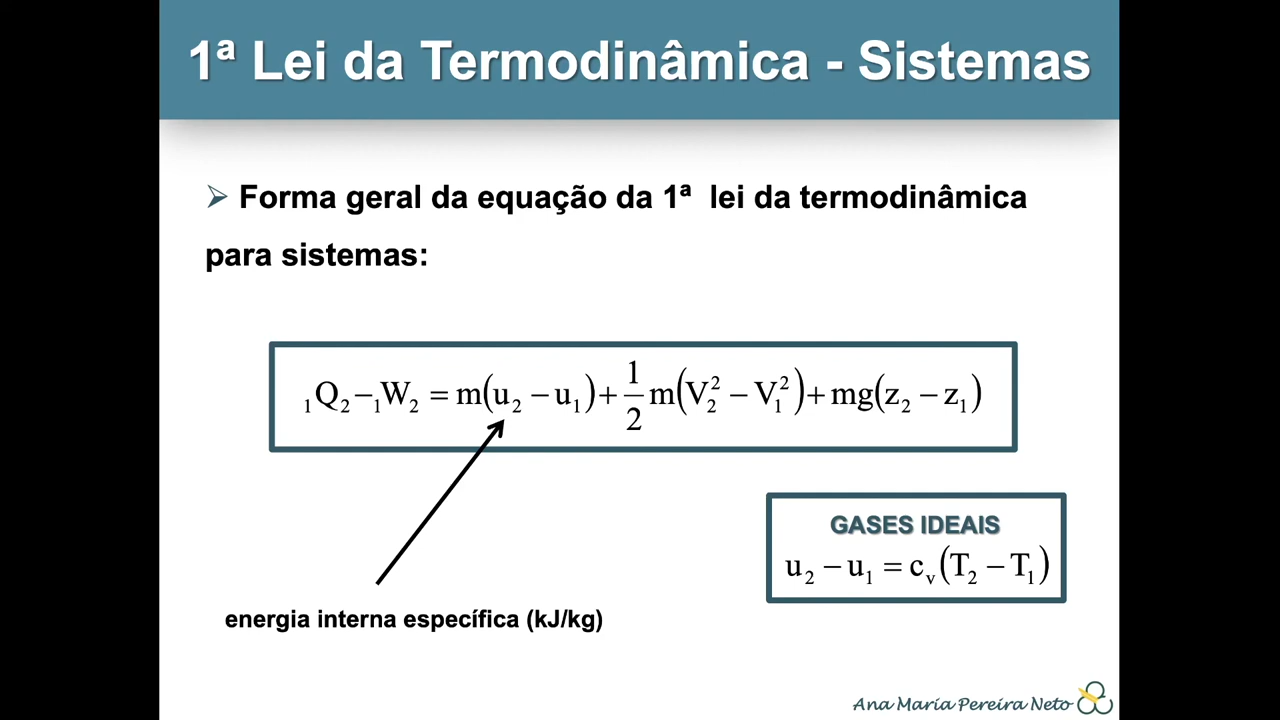 1ª Lei da Termodinâmica - Sistemas
➢ Forma geral da equação da 1ª lei da termodinâmica
para sistemas:
₁Q₂−₁W₂ = m(u₂ − u₁) + 1/2 m(V₂² − V₁²) + mg(z₂ − z₁)
GASES IDEAIS
u₂ − u₁ = cᵥ(T₂ − T₁)
energia interna específica (kJ/kg)
Ana Maria Pereira Neto